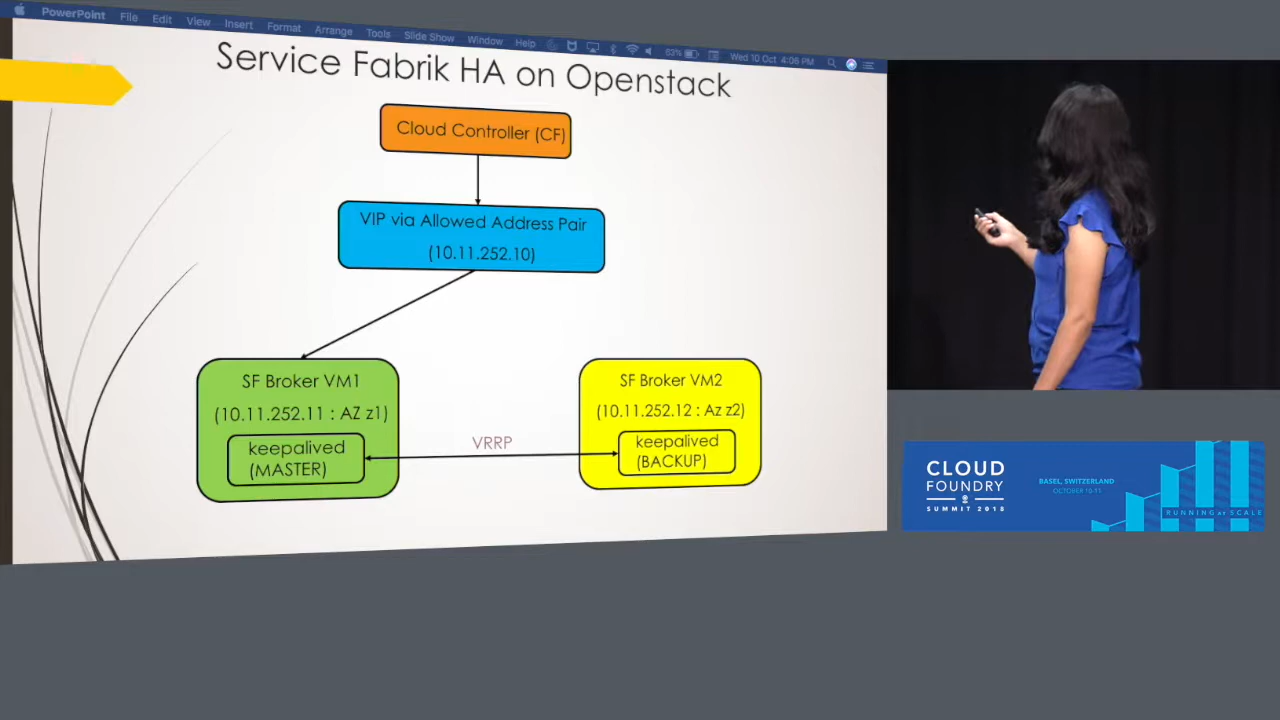 PowerPoint File Edit View Insert Format Arrange Tools Slide Show Window Help 83% Wed 10 Oct 4:06 PM
Service Fabrik HA on Openstack
Cloud Controller (CF)
VIP via Allowed Address Pair
(10.11.252.10)
SF Broker VM1
(10.11.252.11 : AZ z1)
keepalived
(MASTER)
VRRP
SF Broker VM2
(10.11.252.12 : Az z2)
keepalived
(BACKUP)
CLOUD
FOUNDRY
SUMMIT 2018
BASEL, SWITZERLAND
OCTOBER 10-11
RUNNING AT SCALE